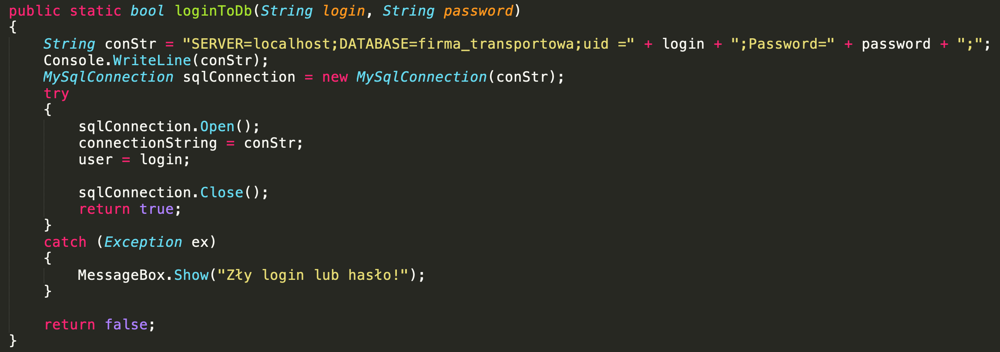 public static bool loginToDb(String login, String password)
{
    String conStr = "SERVER=localhost;DATABASE=firma_transportowa;uid =" + login + ";Password=" + password + ";";
    Console.WriteLine(conStr);
    MySqlConnection sqlConnection = new MySqlConnection(conStr);
    try
    {
        sqlConnection.Open();
        connectionString = conStr;
        user = login;

        sqlConnection.Close();
        return true;
    }
    catch (Exception ex)
    {
        MessageBox.Show("Zły login lub hasło!");
    }

    return false;
}